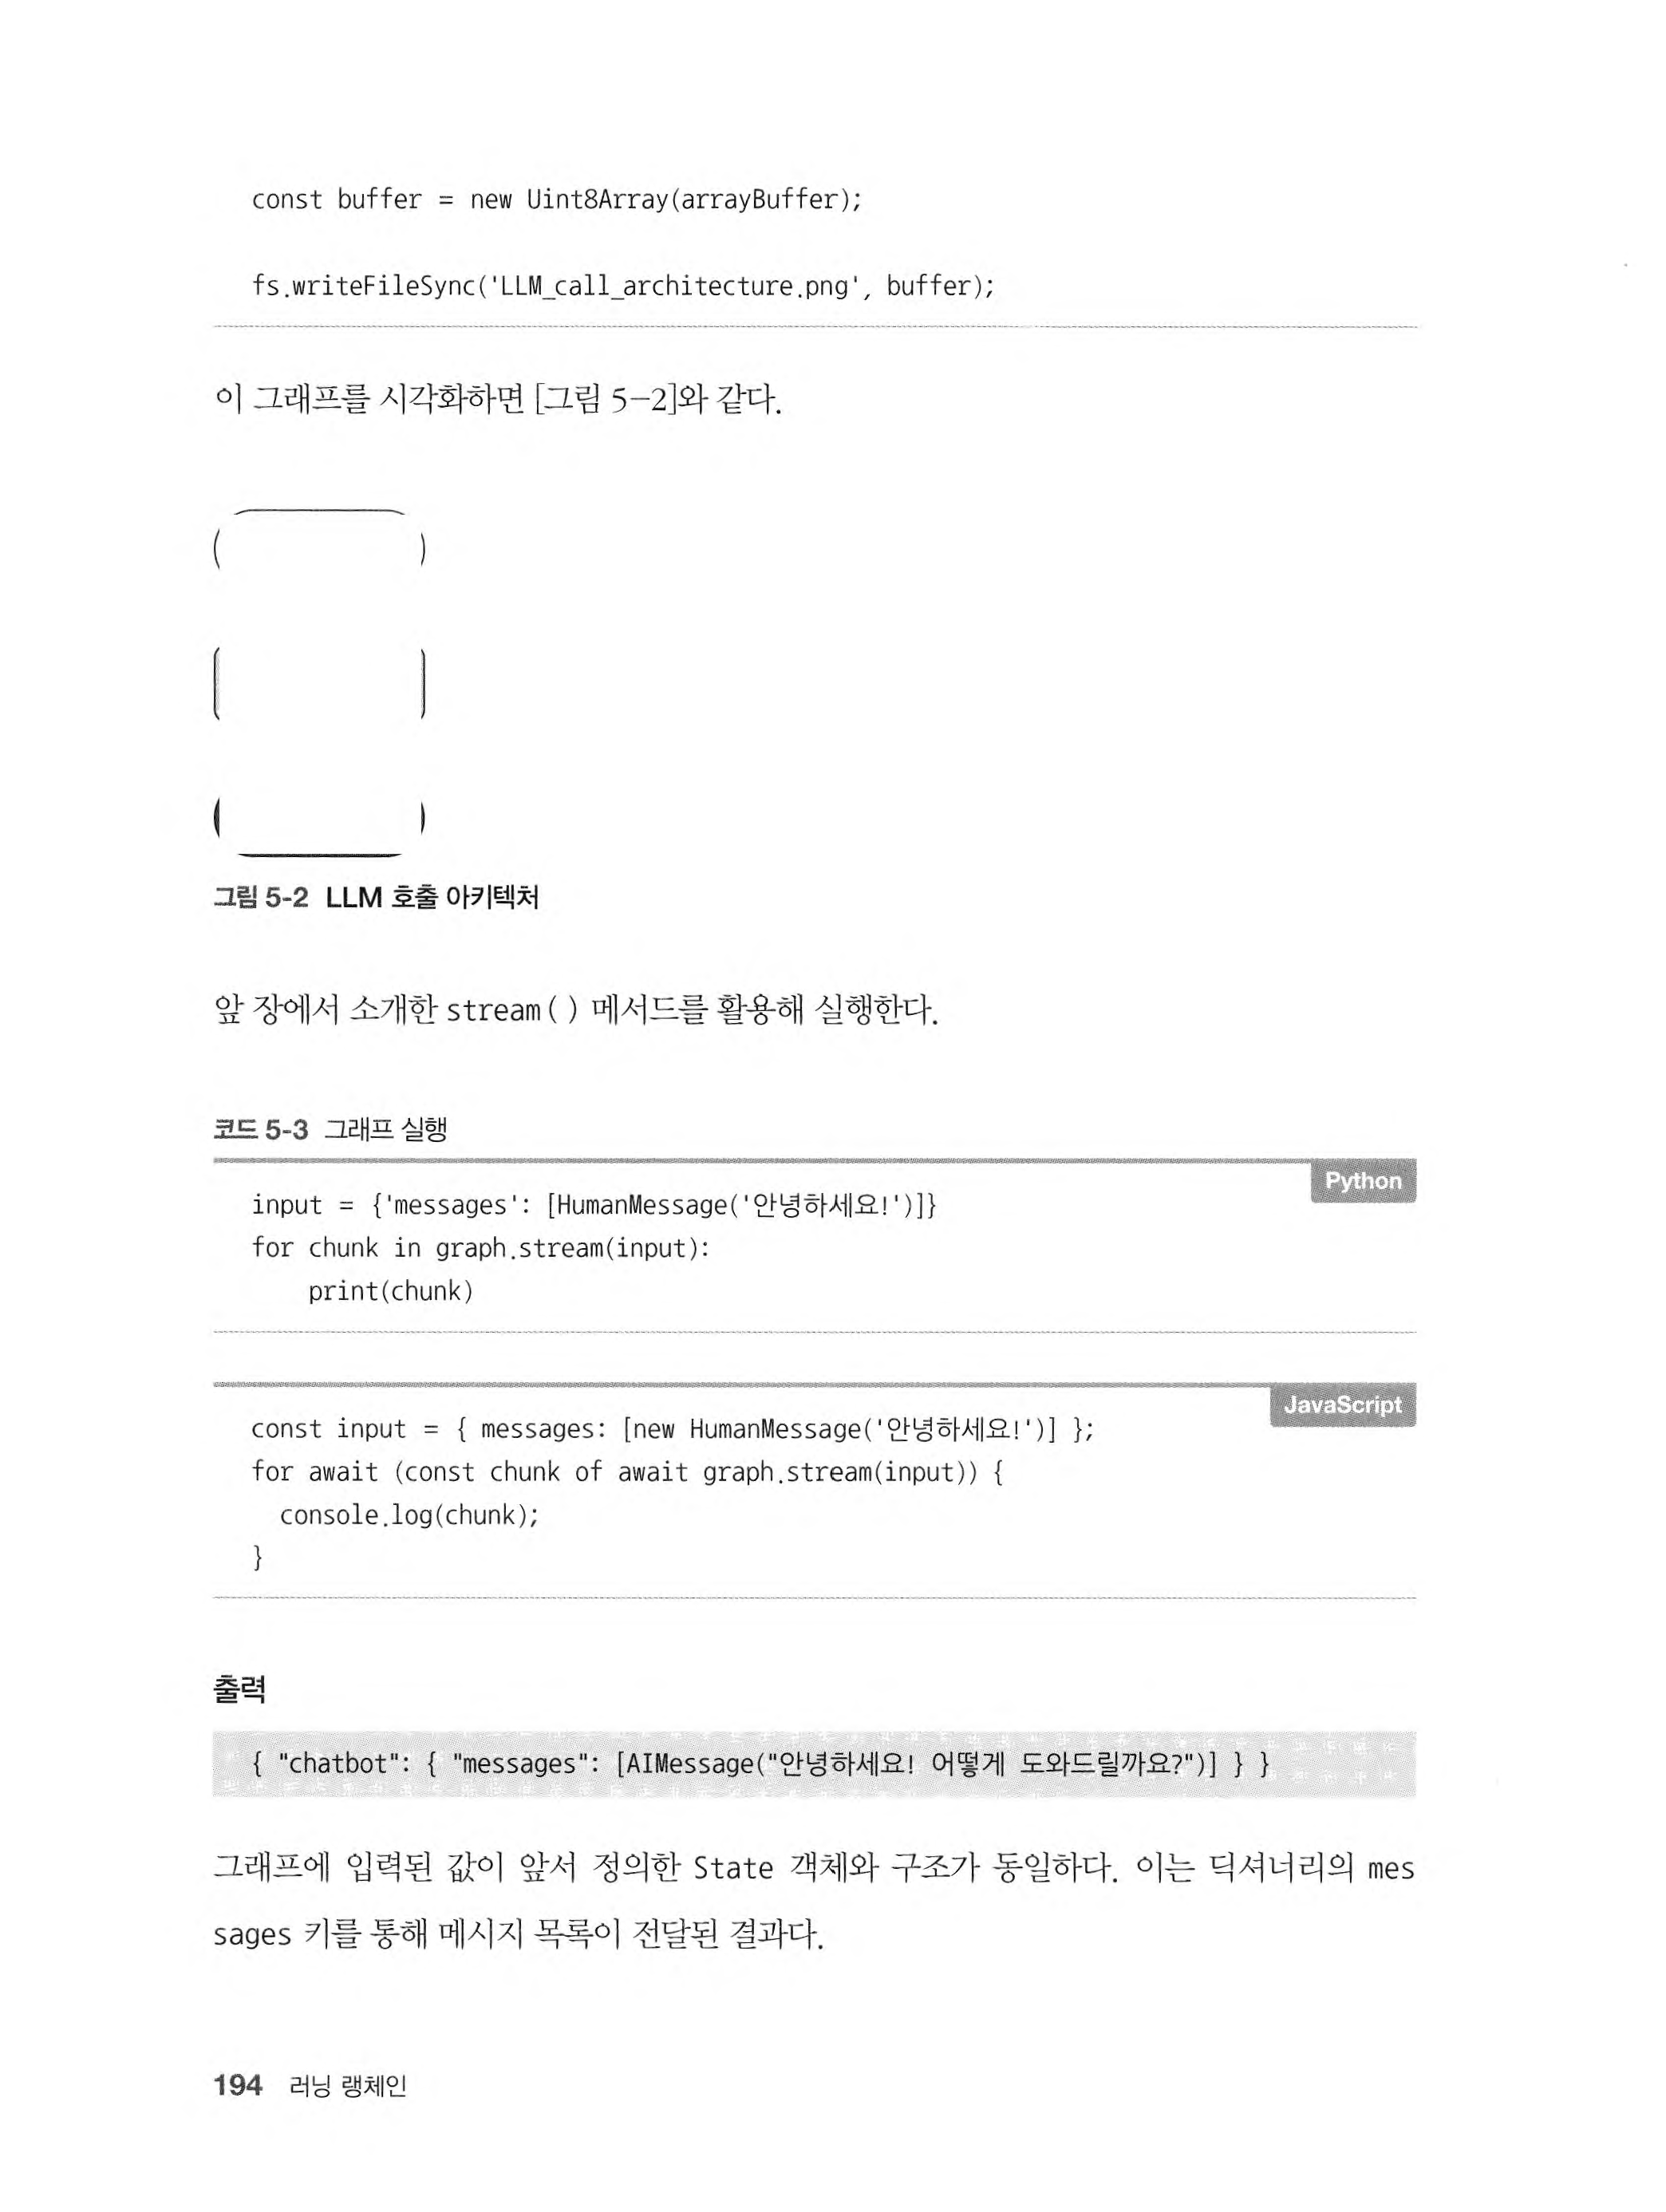 const buffer = new Uint8Array(arrayBuffer);
fs.writeFileSync('LLM_call_architecture.png', buffer);
이 그래프를 시각화하면 [그림 5-2]와 같다.
그림 5-2 LLM 호출 아키텍처
앞 장에서 소개한 stream( ) 메서드를 활용해 실행한다.
코드 5-3 그래프 실행
Python
input = {'messages': [HumanMessage('안녕하세요!')]}
for chunk in graph.stream(input):
    print(chunk)
JavaScript
const input = { messages: [new HumanMessage('안녕하세요!')] };
for await (const chunk of await graph.stream(input)) {
  console.log(chunk);
}
출력
{ "chatbot": { "messages": [AIMessage("안녕하세요! 어떻게 도와드릴까요?")] } }
그래프에 입력된 값이 앞서 정의한 State 객체와 구조가 동일하다. 이는 딕셔너리의 mes
sages 키를 통해 메시지 목록이 전달된 결과다.
194 러닝 랭체인